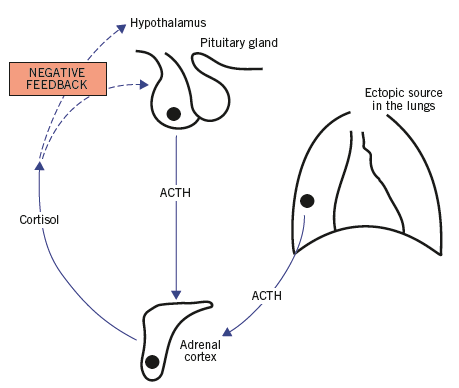 Hypothalamus
Pituitary gland
NEGATIVE
FEEDBACK
Ectopic source
in the lungs
ACTH
Cortisol
ACTH
Adrenal
cortex